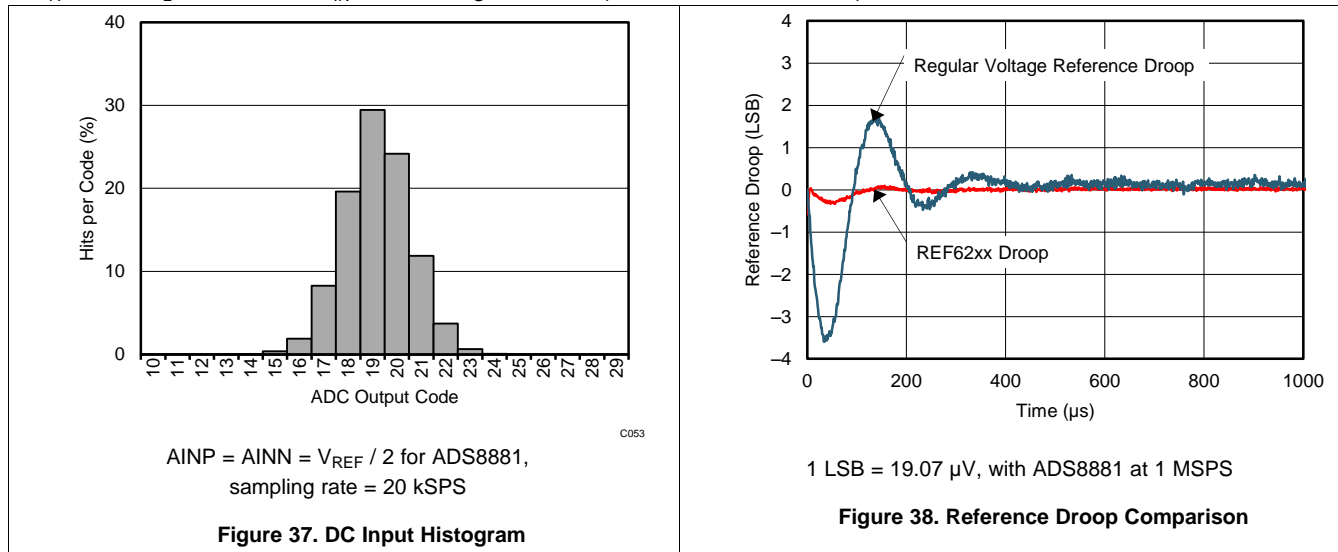 40
30
20
10
0
Hits per Code (%)
10 11 12 13 14 15 16 17 18 19 20 21 22 23 24 25 26 27 28 29
ADC Output Code
C053
AINP = AINN = VREF / 2 for ADS8881,
sampling rate = 20 kSPS
Figure 37. DC Input Histogram
4
3
2
1
0
–1
–2
–3
–4
Reference Droop (LSB)
Regular Voltage Reference Droop
REF62xx Droop
0 200 400 600 800 1000
Time (µs)
1 LSB = 19.07 µV, with ADS8881 at 1 MSPS
Figure 38. Reference Droop Comparison